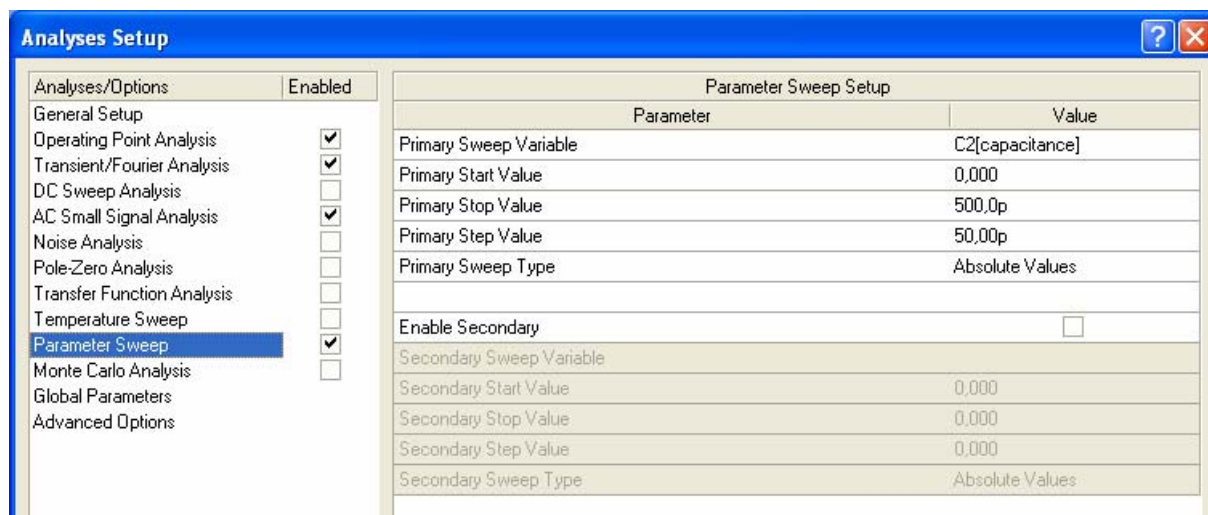 Analyses Setup
Analyses/Options Enabled
General Setup
Operating Point Analysis
Transient/Fourier Analysis
DC Sweep Analysis
AC Small Signal Analysis
Noise Analysis
Pole-Zero Analysis
Transfer Function Analysis
Temperature Sweep
Parameter Sweep
Monte Carlo Analysis
Global Parameters
Advanced Options
Parameter Sweep Setup
Parameter Value
Primary Sweep Variable C2[capacitance]
Primary Start Value 0,000
Primary Stop Value 500,0p
Primary Step Value 50,00p
Primary Sweep Type Absolute Values
Enable Secondary
Secondary Sweep Variable
Secondary Start Value 0,000
Secondary Stop Value 0,000
Secondary Step Value 0,000
Secondary Sweep Type Absolute Values